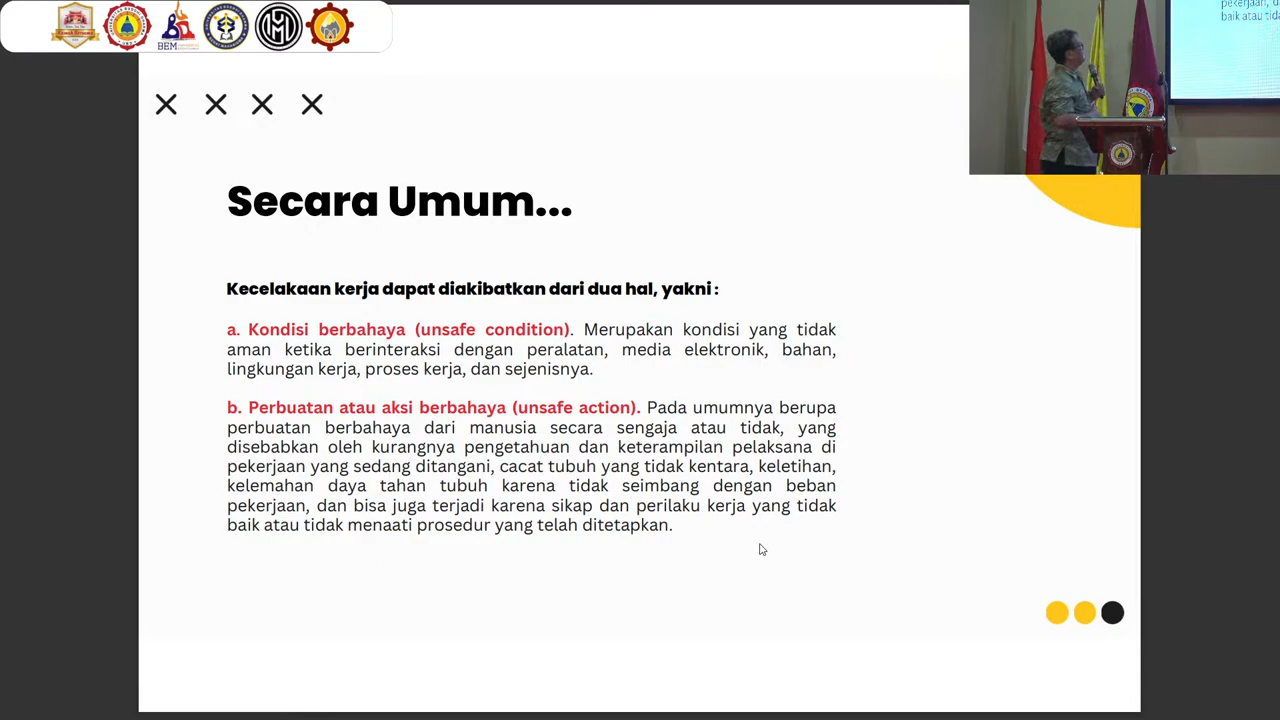 BEM
pekerjaan, d
baik atau tid
Secara Umum...
Kecelakaan kerja dapat diakibatkan dari dua hal, yakni :
a. Kondisi berbahaya (unsafe condition). Merupakan kondisi yang tidak
aman ketika berinteraksi dengan peralatan, media elektronik, bahan,
lingkungan kerja, proses kerja, dan sejenisnya.
b. Perbuatan atau aksi berbahaya (unsafe action). Pada umumnya berupa
perbuatan berbahaya dari manusia secara sengaja atau tidak, yang
disebabkan oleh kurangnya pengetahuan dan keterampilan pelaksana di
pekerjaan yang sedang ditangani, cacat tubuh yang tidak kentara, keletihan,
kelemahan daya tahan tubuh karena tidak seimbang dengan beban
pekerjaan, dan bisa juga terjadi karena sikap dan perilaku kerja yang tidak
baik atau tidak menaati prosedur yang telah ditetapkan.